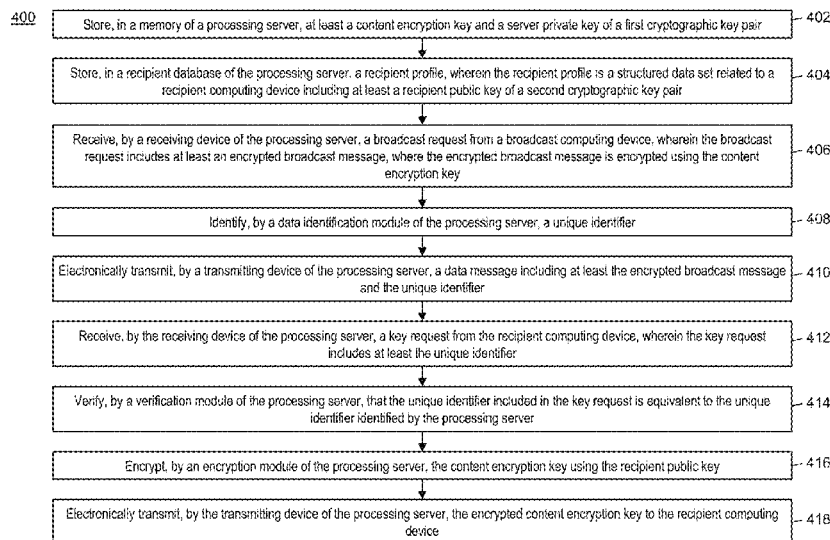 400
Store, in a memory of a processing server, at least a content encryption key and a server private key of a first cryptographic key pair
402
Store, in a recipient database of the processing server, a recipient profile, wherein the recipient profile is a structured data set related to a
recipient computing device including at least a recipient public key of a second cryptographic key pair
404
Receive, by a receiving device of the processing server, a broadcast request from a broadcast computing device, wherein the broadcast
request includes at least an encrypted broadcast message, where the encrypted broadcast message is encrypted using the content
encryption key
406
Identify, by a data identification module of the processing server, a unique identifier
408
Electronically transmit, by a transmitting device of the processing server, a data message including at least the encrypted broadcast message
and the unique identifier
410
Receive, by the receiving device of the processing server, a key request from the recipient computing device, wherein the key request
includes at least the unique identifier
412
Verify, by a verification module of the processing server, that the unique identifier included in the key request is equivalent to the unique
identifier identified by the processing server
414
Encrypt, by an encryption module of the processing server, the content encryption key using the recipient public key
416
Electronically transmit, by the transmitting device of the processing server, the encrypted content encryption key to the recipient computing
device
418